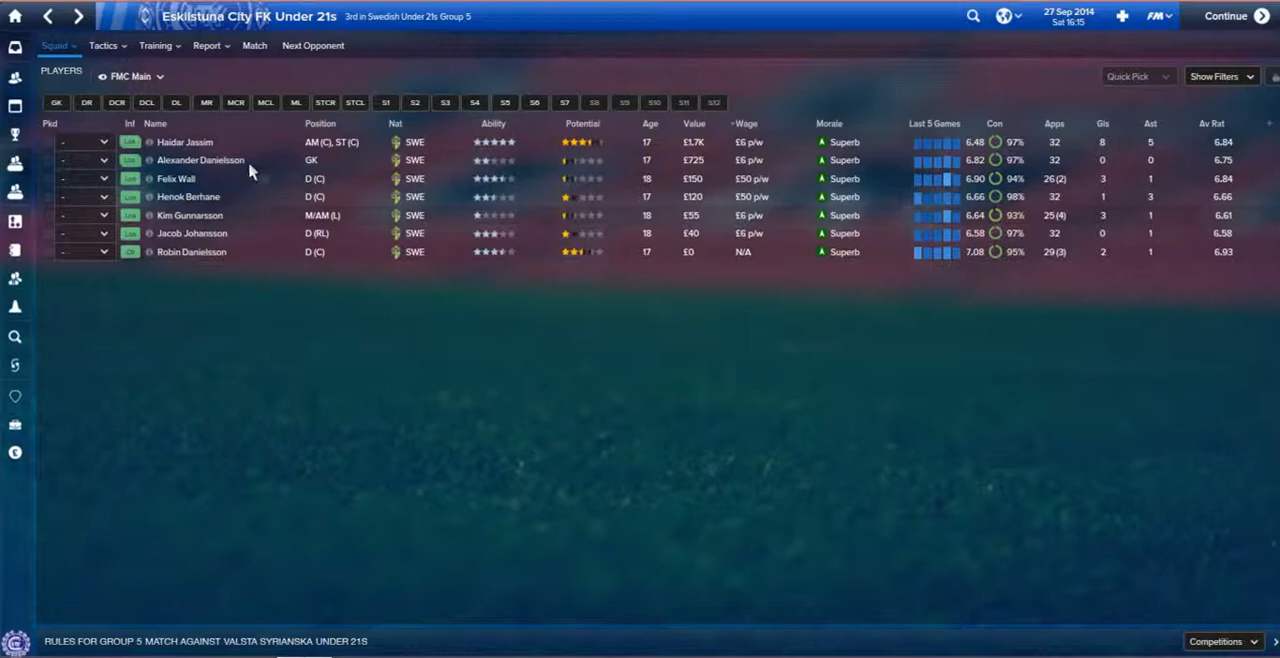 Eskilstuna City FK Under 21s 3rd in Swedish Under 21s Group 5 27 Sep 2014 Sat 16:15 FM Continue
Squad Tactics Training Report Match Next Opponent
PLAYERS FMC Main Quick Pick Show Filters
GK DR DCR DCL DL MR MCR MCL ML STCR STCL S1 S2 S3 S4 S5 S6 S7 S8 S9 S10 S11 S12
Pkd Inf Name Position Nat Ability Potential Age Value Wage Morale Last 5 Games Con Apps Gls Ast Av Rat
- Loa Haidar Jassim AM (C), ST (C) SWE 17 £1.7K £6 p/w Superb 6.48 97% 32 8 5 6.84
- Loa Alexander Danielsson GK SWE 17 £725 £6 p/w Superb 6.82 97% 32 0 0 6.75
- Loa Felix Wall D (C) SWE 18 £150 £50 p/w Superb 6.90 94% 26 (2) 3 1 6.84
- Loa Henok Berhane D (C) SWE 17 £120 £50 p/w Superb 6.66 98% 32 1 3 6.66
- Loa Kim Gunnarsson M/AM (L) SWE 18 £55 £6 p/w Superb 6.64 93% 25 (4) 3 1 6.61
- Loa Jacob Johansson D (RL) SWE 18 £40 £6 p/w Superb 6.58 97% 32 0 1 6.58
- Robin Danielsson D (C) SWE 17 £0 N/A Superb 7.08 95% 29 (3) 2 1 6.93
RULES FOR GROUP 5 MATCH AGAINST VALSTA SYRIANSKA UNDER 21S Competitions